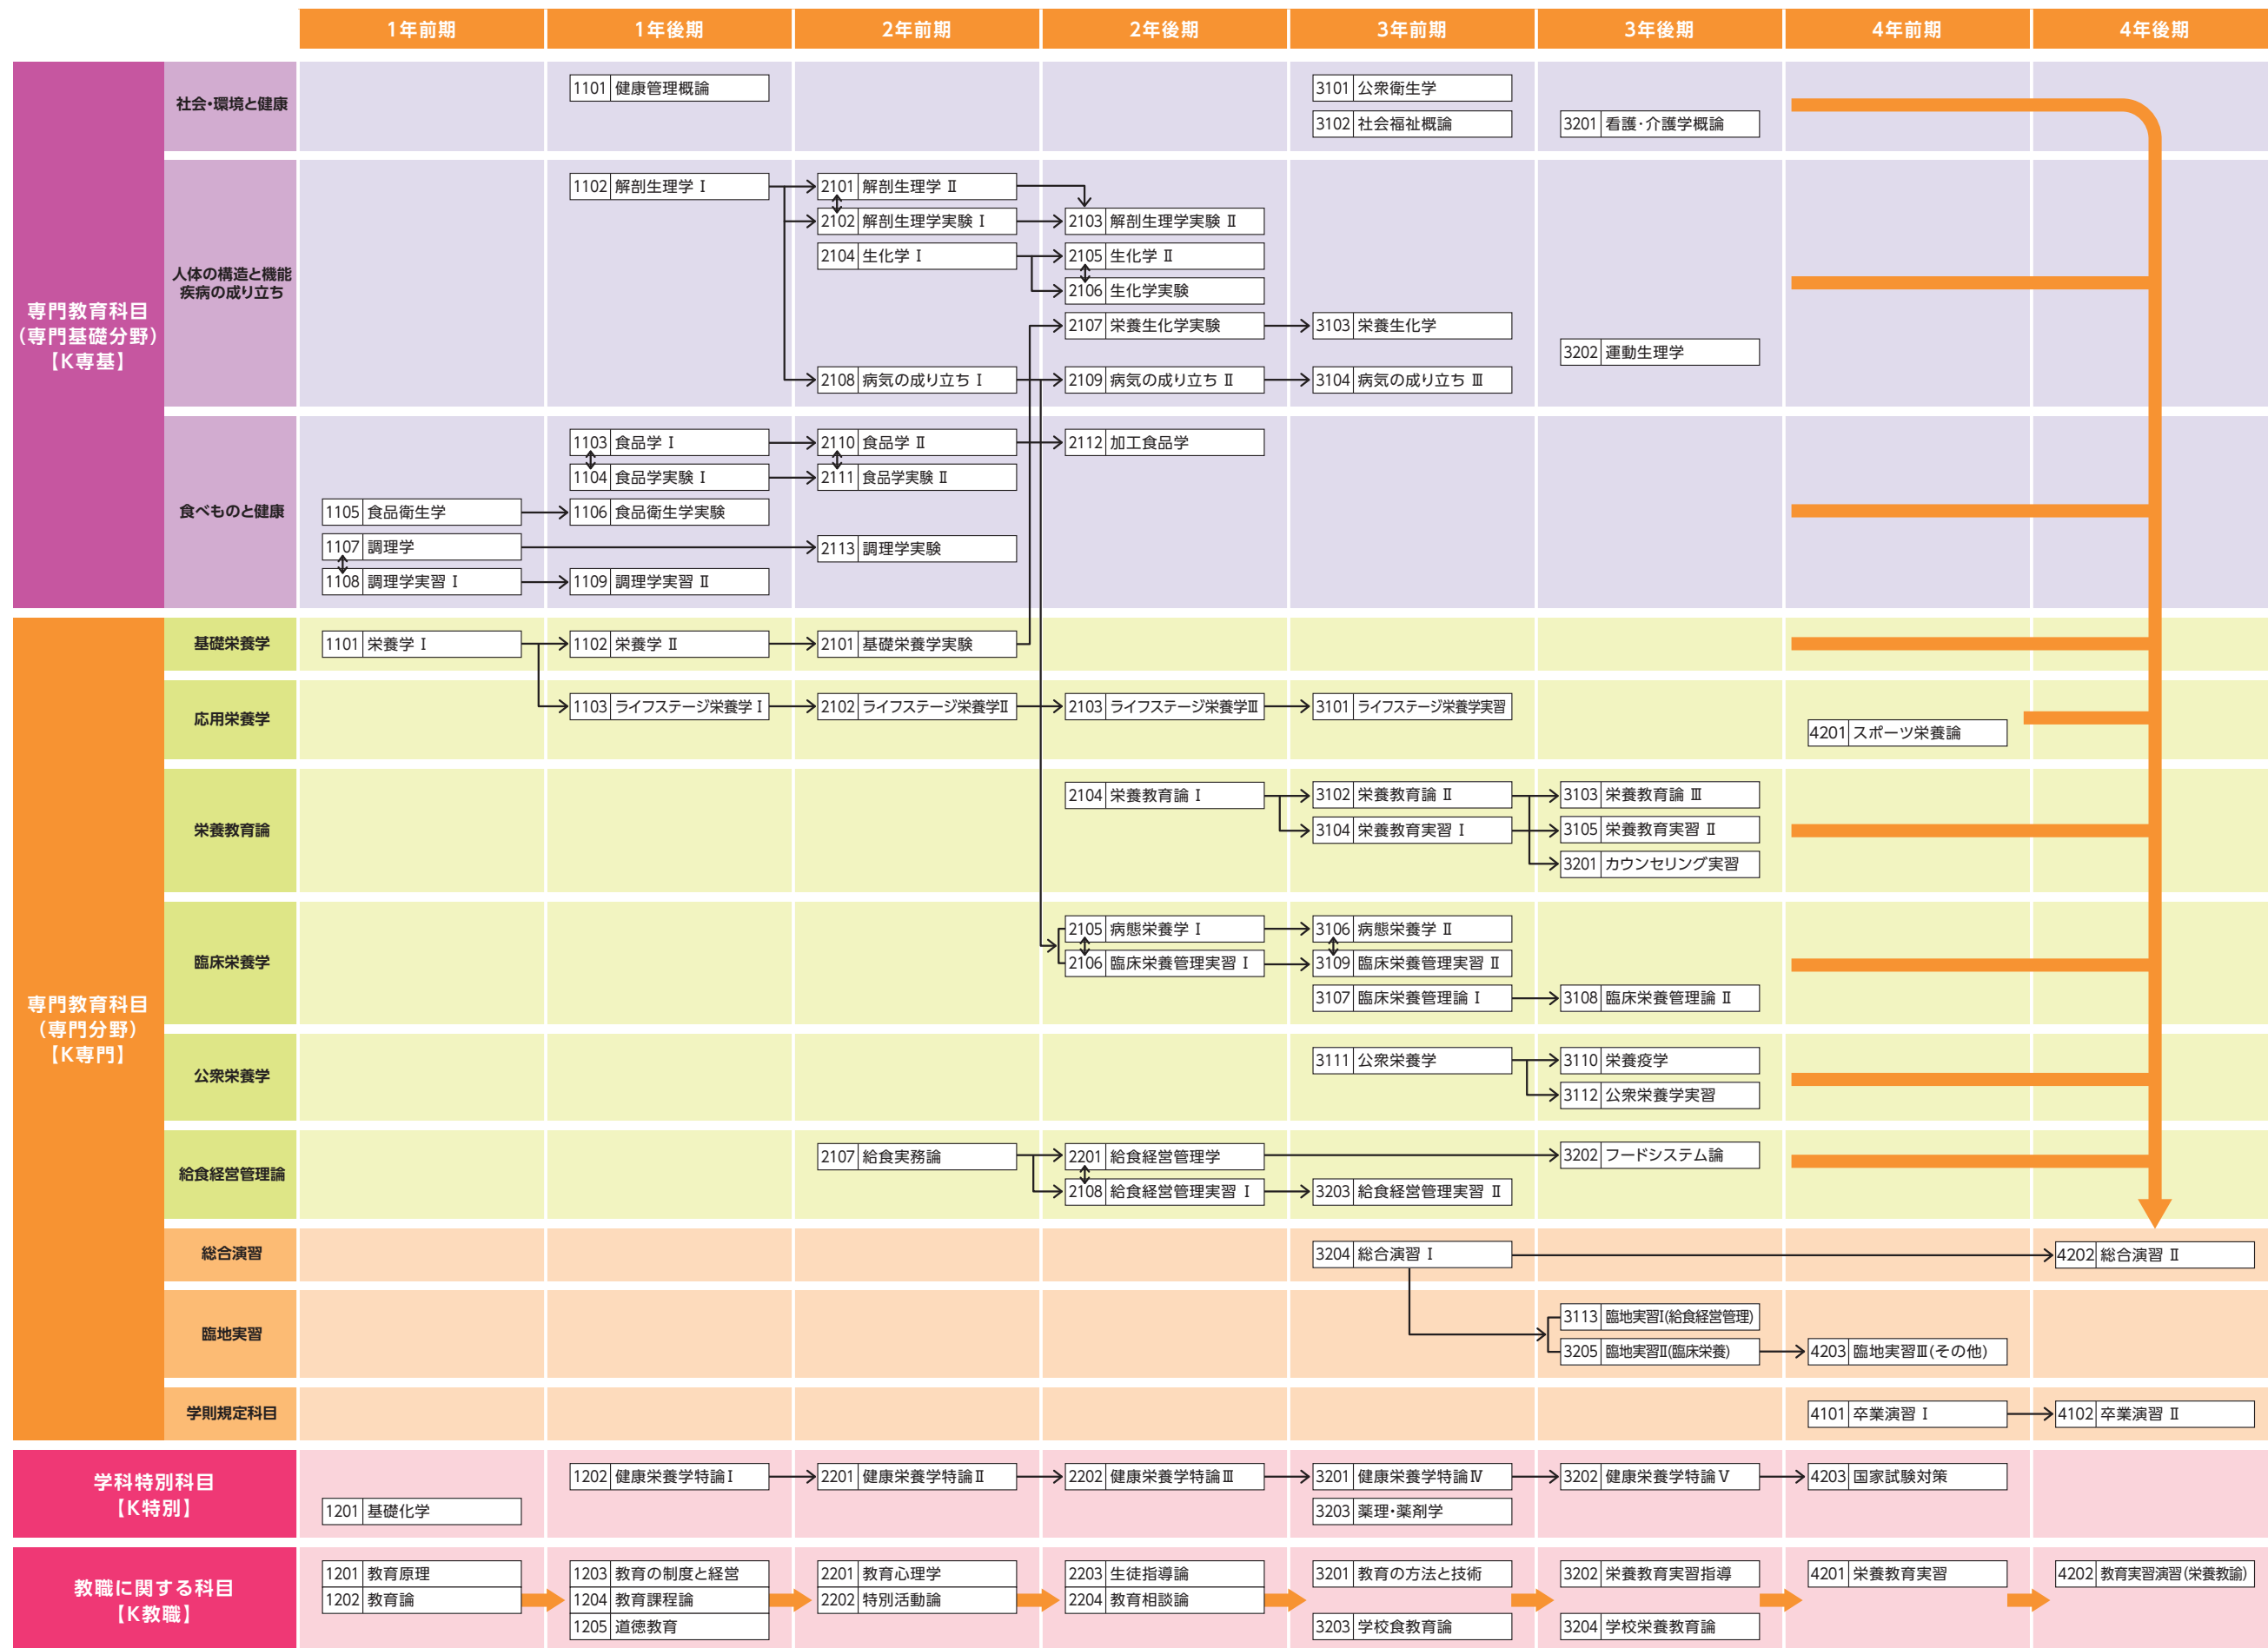 1年前期 1年後期 2年前期 2年後期 3年前期 3年後期 4年前期 4年後期
専門教育科目
（専門基礎分野）
【K専基】
社会・環境と健康
1101 健康管理概論
3101 公衆衛生学
3102 社会福祉概論
3201 看護・介護学概論
人体の構造と機能
疾病の成り立ち
1102 解剖生理学 Ⅰ
2101 解剖生理学 Ⅱ
2102 解剖生理学実験 Ⅰ
2103 解剖生理学実験 Ⅱ
2104 生化学 Ⅰ
2105 生化学 Ⅱ
2106 生化学実験
2107 栄養生化学実験
3103 栄養生化学
3202 運動生理学
2108 病気の成り立ち Ⅰ
2109 病気の成り立ち Ⅱ
3104 病気の成り立ち Ⅲ
食べものと健康
1103 食品学 Ⅰ
2110 食品学 Ⅱ
2112 加工食品学
1104 食品学実験 Ⅰ
2111 食品学実験 Ⅱ
1105 食品衛生学
1106 食品衛生学実験
1107 調理学
2113 調理学実験
1108 調理学実習 Ⅰ
1109 調理学実習 Ⅱ
専門教育科目
（専門分野）
【K専門】
基礎栄養学
1101 栄養学 Ⅰ
1102 栄養学 Ⅱ
2101 基礎栄養学実験
応用栄養学
1103 ライフステージ栄養学 Ⅰ
2102 ライフステージ栄養学Ⅱ
2103 ライフステージ栄養学Ⅲ
3101 ライフステージ栄養学実習
4201 スポーツ栄養論
栄養教育論
2104 栄養教育論 Ⅰ
3102 栄養教育論 Ⅱ
3103 栄養教育論 Ⅲ
3104 栄養教育実習 Ⅰ
3105 栄養教育実習 Ⅱ
3201 カウンセリング実習
臨床栄養学
2105 病態栄養学 Ⅰ
3106 病態栄養学 Ⅱ
2106 臨床栄養管理実習 Ⅰ
3109 臨床栄養管理実習 Ⅱ
3107 臨床栄養管理論 Ⅰ
3108 臨床栄養管理論 Ⅱ
公衆栄養学
3111 公衆栄養学
3110 栄養疫学
3112 公衆栄養学実習
給食経営管理論
2107 給食実務論
2201 給食経営管理学
3202 フードシステム論
2108 給食経営管理実習 Ⅰ
3203 給食経営管理実習 Ⅱ
総合演習
3204 総合演習 Ⅰ
4202 総合演習 Ⅱ
臨地実習
3113 臨地実習Ⅰ(給食経営管理)
3205 臨地実習Ⅱ(臨床栄養)
4203 臨地実習Ⅲ(その他)
学則規定科目
4101 卒業演習 Ⅰ
4102 卒業演習 Ⅱ
学科特別科目
【K特別】
1202 健康栄養学特論Ⅰ
2201 健康栄養学特論Ⅱ
2202 健康栄養学特論Ⅲ
3201 健康栄養学特論Ⅳ
3202 健康栄養学特論Ⅴ
4203 国家試験対策
1201 基礎化学
3203 薬理・薬剤学
教職に関する科目
【K教職】
1201 教育原理
1203 教育の制度と経営
2201 教育心理学
2203 生徒指導論
3201 教育の方法と技術
3202 栄養教育実習指導
4201 栄養教育実習
4202 教育実習演習(栄養教諭)
1202 教育論
1204 教育課程論
2202 特別活動論
2204 教育相談論
1205 道徳教育
3203 学校食教育論
3204 学校栄養教育論